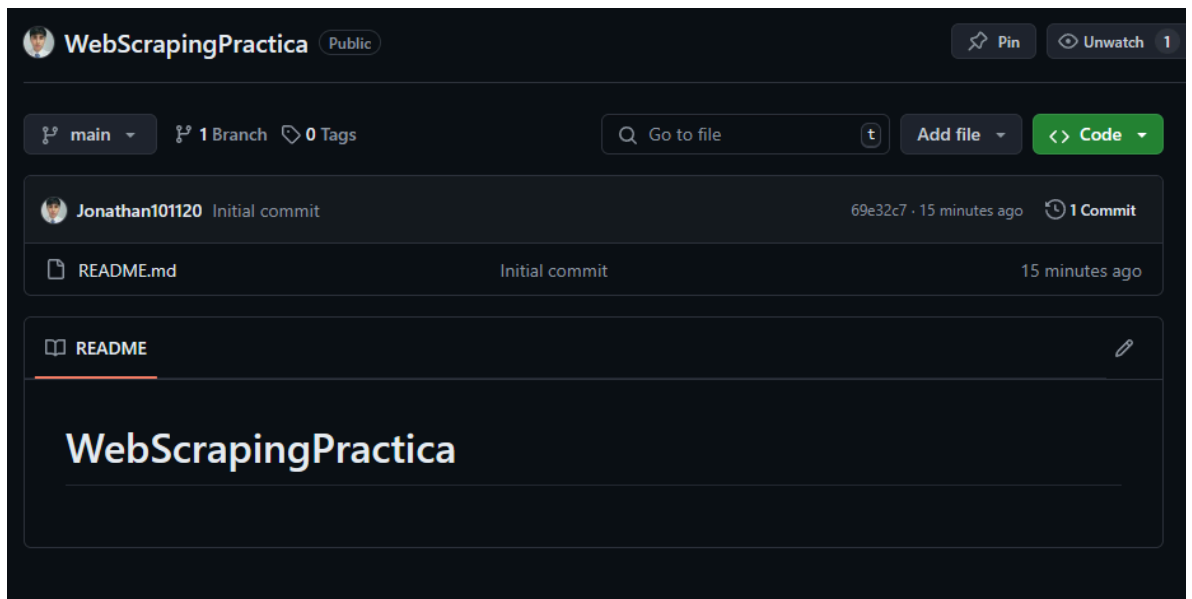 WebScrapingPractica Public Pin Unwatch 1
main 1 Branch 0 Tags Go to file t Add file Code
Jonathan101120 Initial commit 69e32c7 · 15 minutes ago 1 Commit
README.md Initial commit 15 minutes ago
README
WebScrapingPractica